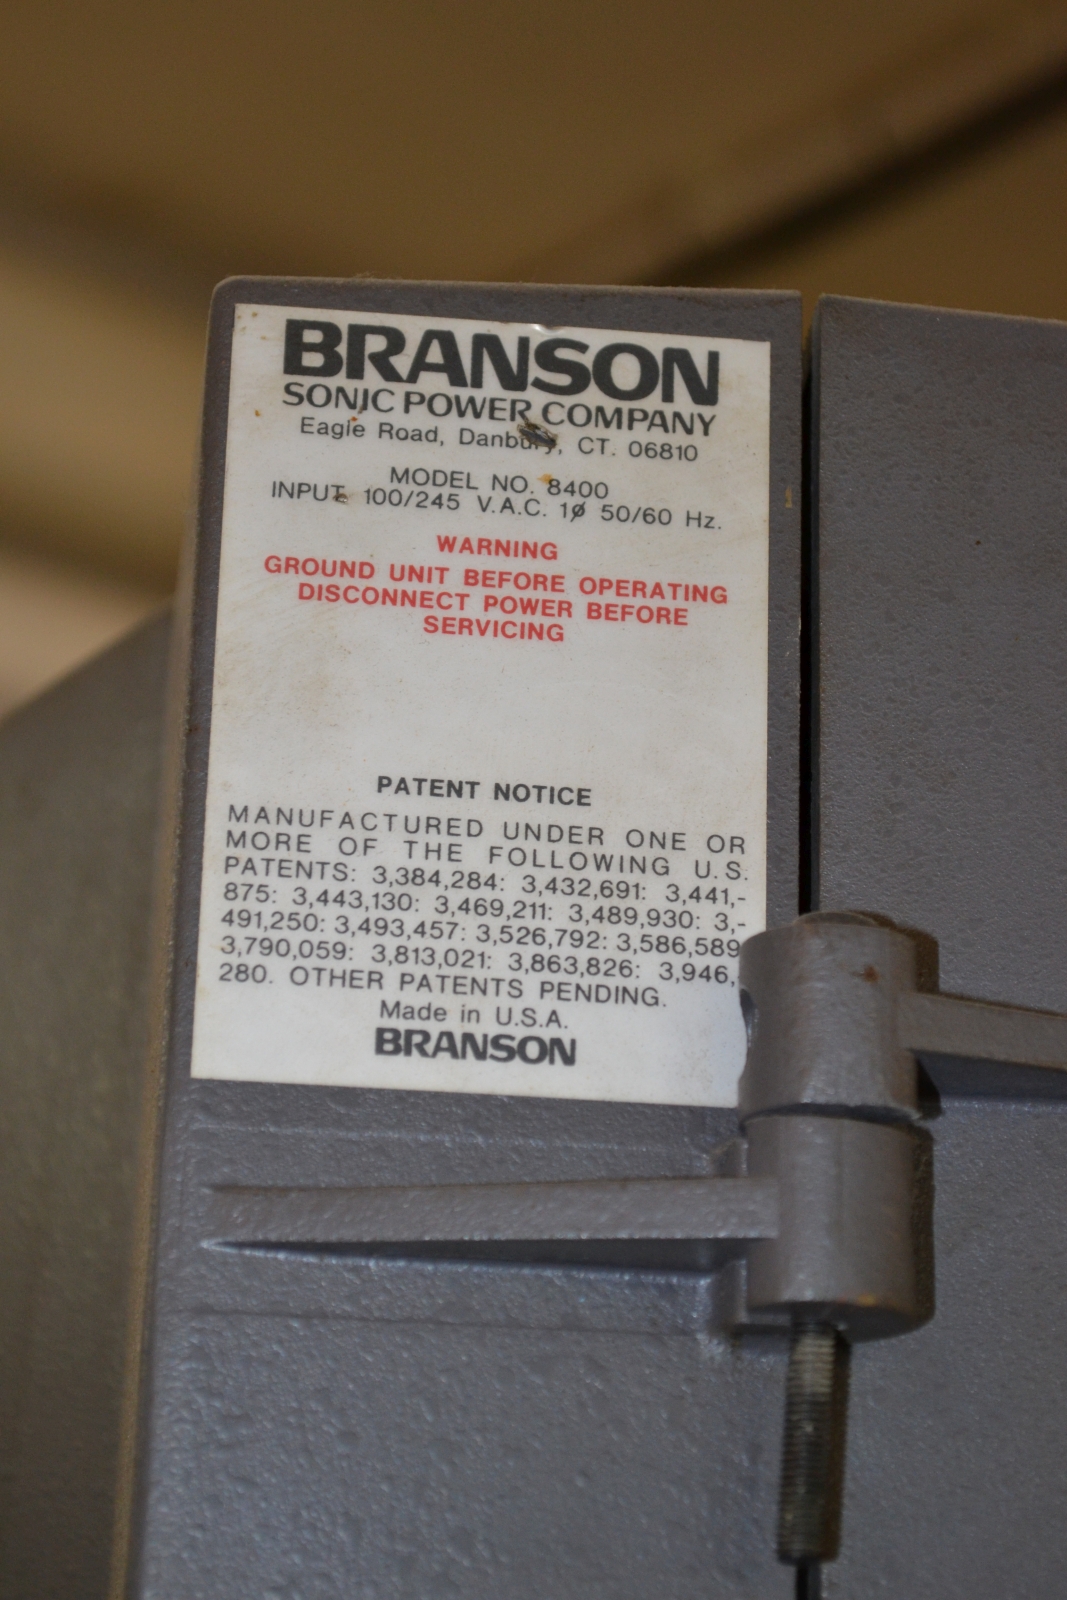 BRANSON
SONIC POWER COMPANY
Eagle Road, Danbury, CT. 06810
MODEL NO. 8400
INPUT 100/245 V.A.C. 1ø 50/60 Hz.
WARNING
GROUND UNIT BEFORE OPERATING
DISCONNECT POWER BEFORE
SERVICING
PATENT NOTICE
MANUFACTURED UNDER ONE OR
MORE OF THE FOLLOWING U.S.
PATENTS: 3,384,284: 3,432,691: 3,441,-
875: 3,443,130: 3,469,211: 3,489,930: 3,-
491,250: 3,493,457: 3,526,792: 3,586,589
3,790,059: 3,813,021: 3,863,826: 3,946,
280. OTHER PATENTS PENDING.
Made in U.S.A.
BRANSON